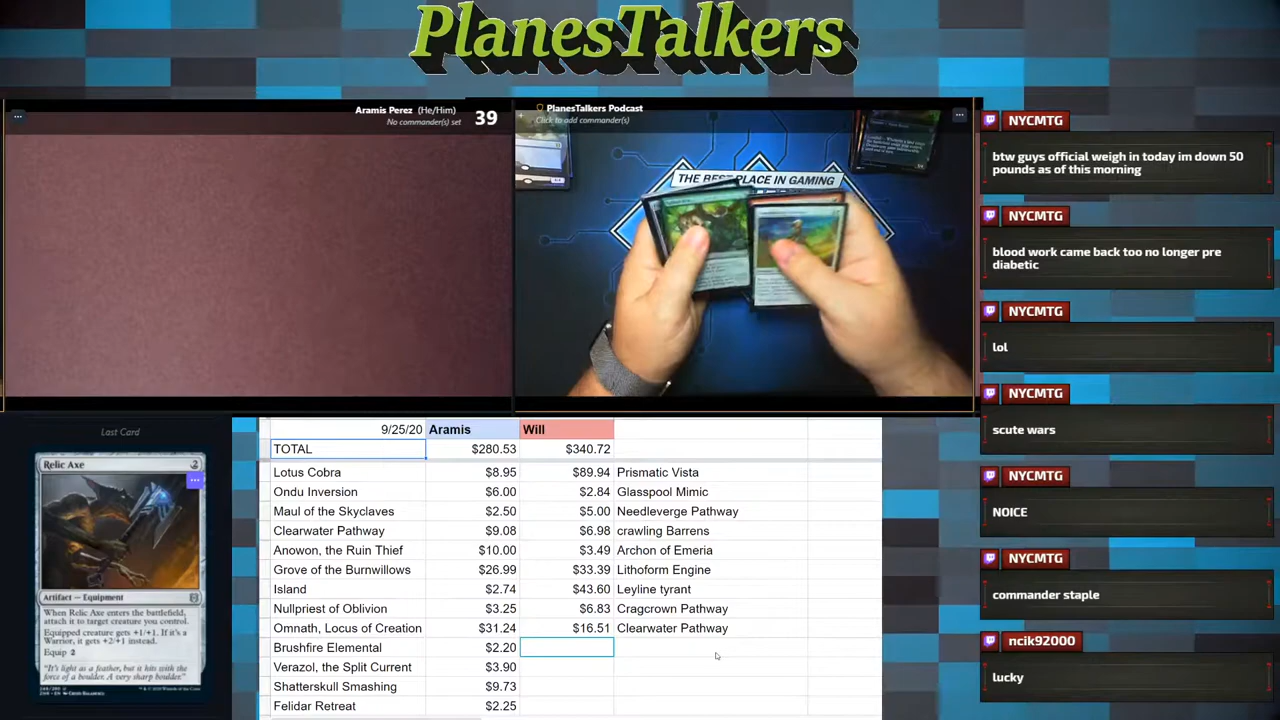 PlanesTalkers
Aramis Perez (He/Him)
No commander(s) set
39
PlanesTalkers Podcast
Click to add commander(s)
THE BEST PLACE IN GAMING
NYCMTG
btw guys official weigh in today im down 50
pounds as of this morning
NYCMTG
blood work came back too no longer pre
diabetic
NYCMTG
lol
NYCMTG
scute wars
NYCMTG
NOICE
NYCMTG
commander staple
ncik92000
lucky
Last Card
Relic Axe 2
Artifact – Equipment
When Relic Axe enters the battlefield,
attach it to target creature you control.
Equipped creature gets +1/+1. If it's a
Warrior, it gets +2/+1 instead.
Equip 2
"It's light as a feather, but it hits with the
force of a boulder. A very sharp boulder."
9/25/20 Aramis Will
TOTAL $280.53 $340.72
Lotus Cobra $8.95 $89.94 Prismatic Vista
Ondu Inversion $6.00 $2.84 Glasspool Mimic
Maul of the Skyclaves $2.50 $5.00 Needleverge Pathway
Clearwater Pathway $9.08 $6.98 crawling Barrens
Anowon, the Ruin Thief $10.00 $3.49 Archon of Emeria
Grove of the Burnwillows $26.99 $33.39 Lithoform Engine
Island $2.74 $43.60 Leyline tyrant
Nullpriest of Oblivion $3.25 $6.83 Cragcrown Pathway
Omnath, Locus of Creation $31.24 $16.51 Clearwater Pathway
Brushfire Elemental $2.20
Verazol, the Split Current $3.90
Shatterskull Smashing $9.73
Felidar Retreat $2.25